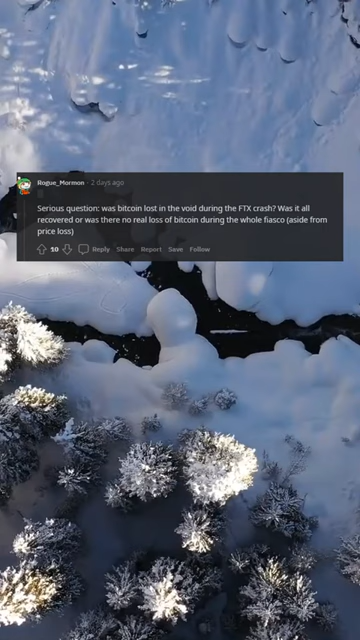 Rogue_Mormon · 2 days ago
Serious question: was bitcoin lost in the void during the FTX crash? Was it all
recovered or was there no real loss of bitcoin during the whole fiasco (aside from
price loss)
10 Reply Share Report Save Follow